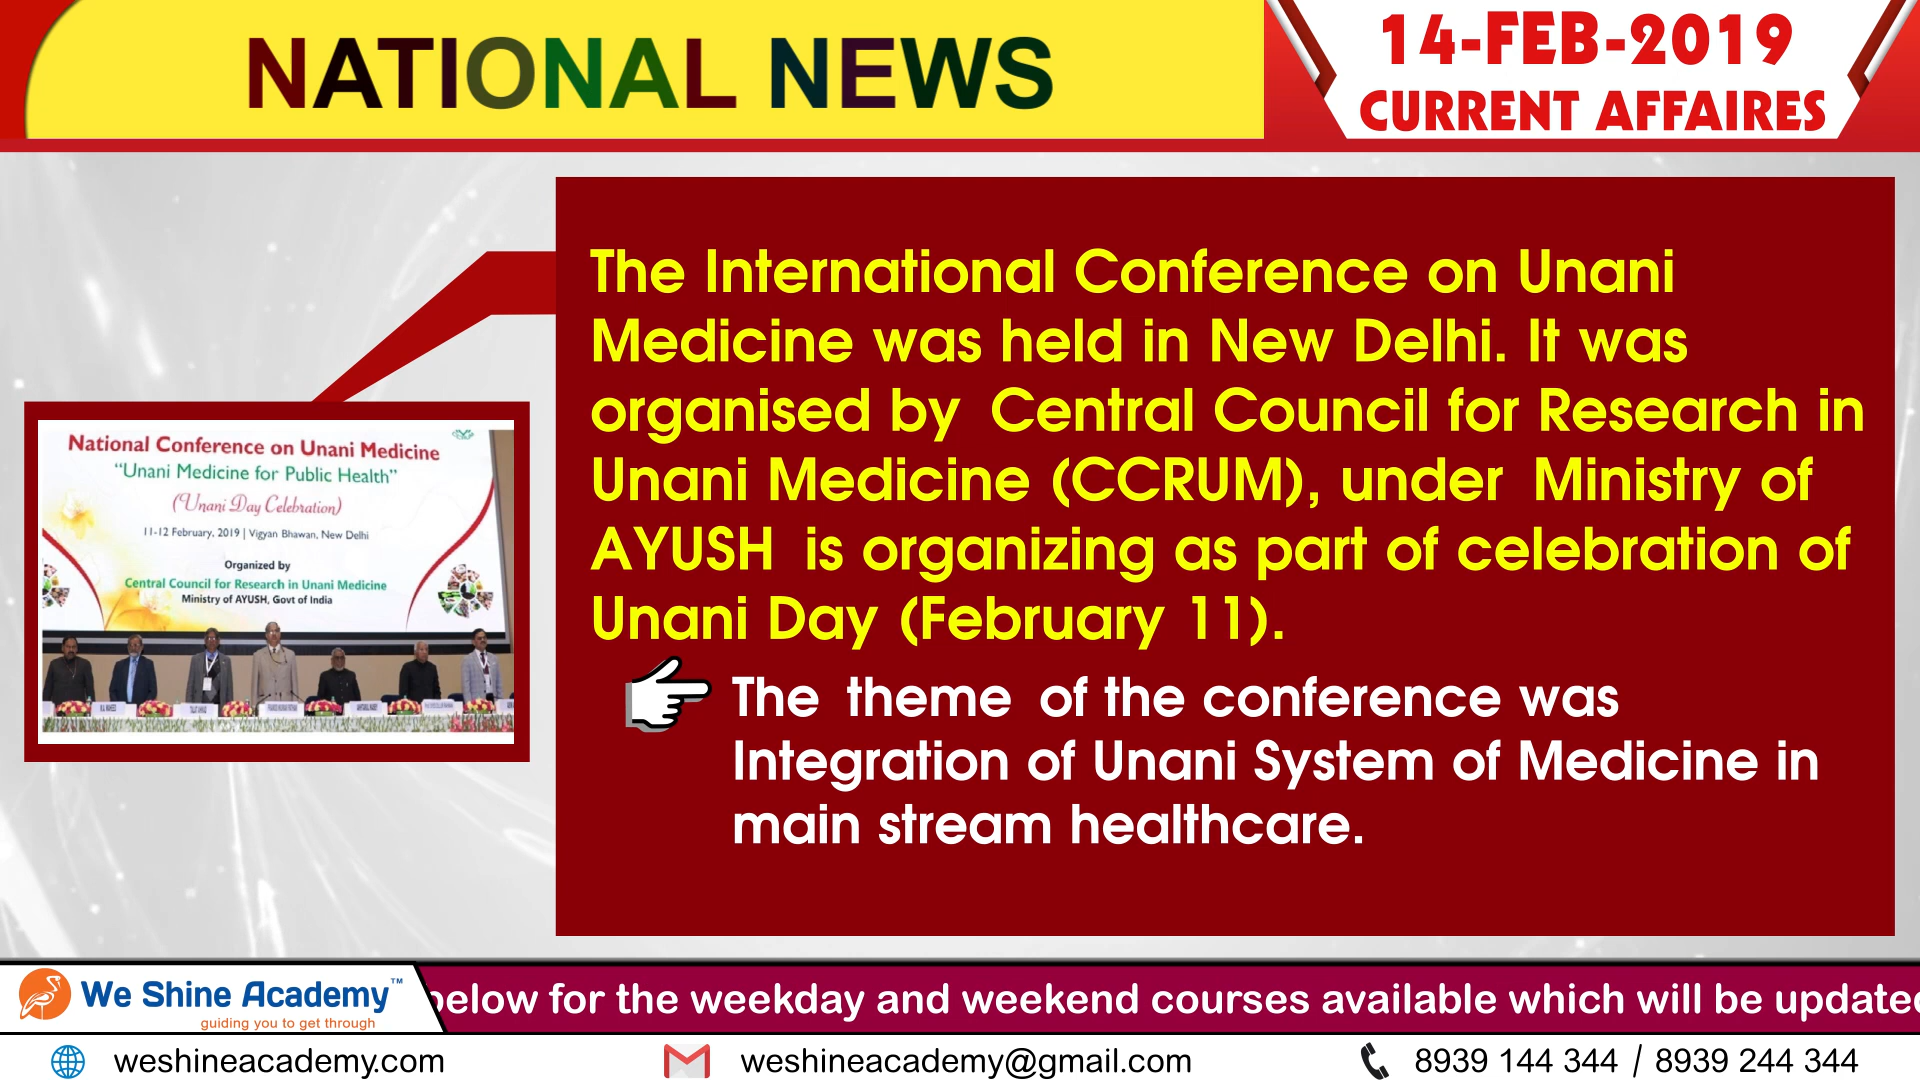 NATIONAL NEWS
14-FEB-2019
CURRENT AFFAIRES
The International Conference on Unani
Medicine was held in New Delhi. It was
organised by Central Council for Research in
Unani Medicine (CCRUM), under Ministry of
AYUSH is organizing as part of celebration of
Unani Day (February 11).
The theme of the conference was
Integration of Unani System of Medicine in
main stream healthcare.
National Conference on Unani Medicine
“Unani Medicine for Public Health”
(Unani Day Celebration)
11-12 February, 2019 | Vigyan Bhawan, New Delhi
Organized by
Central Council for Research in Unani Medicine
Ministry of AYUSH, Govt of India
We Shine Academy™
guiding you to get through
below for the weekday and weekend courses available which will be updated
weshineacademy.com
weshineacademy@gmail.com
8939 144 344 / 8939 244 344